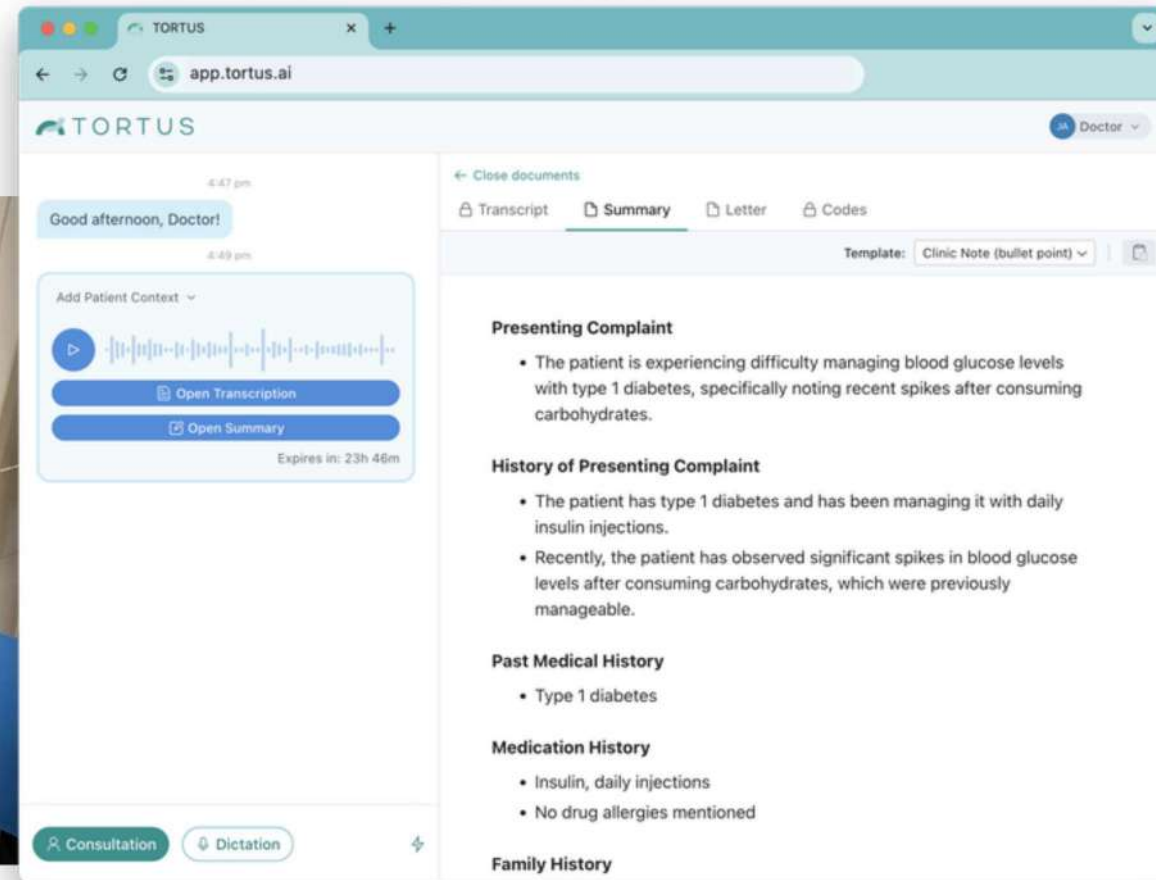 TORTUS
app.tortus.ai
TORTUS
JA Doctor
4:47 pm
Good afternoon, Doctor!
4:49 pm
Add Patient Context
Open Transcription
Open Summary
Expires in: 23h 46m
Consultation
Dictation
← Close documents
Transcript
Summary
Letter
Codes
Template: Clinic Note (bullet point)
Presenting Complaint
• The patient is experiencing difficulty managing blood glucose levels
with type 1 diabetes, specifically noting recent spikes after consuming
carbohydrates.
History of Presenting Complaint
• The patient has type 1 diabetes and has been managing it with daily
insulin injections.
• Recently, the patient has observed significant spikes in blood glucose
levels after consuming carbohydrates, which were previously
manageable.
Past Medical History
• Type 1 diabetes
Medication History
• Insulin, daily injections
• No drug allergies mentioned
Family History